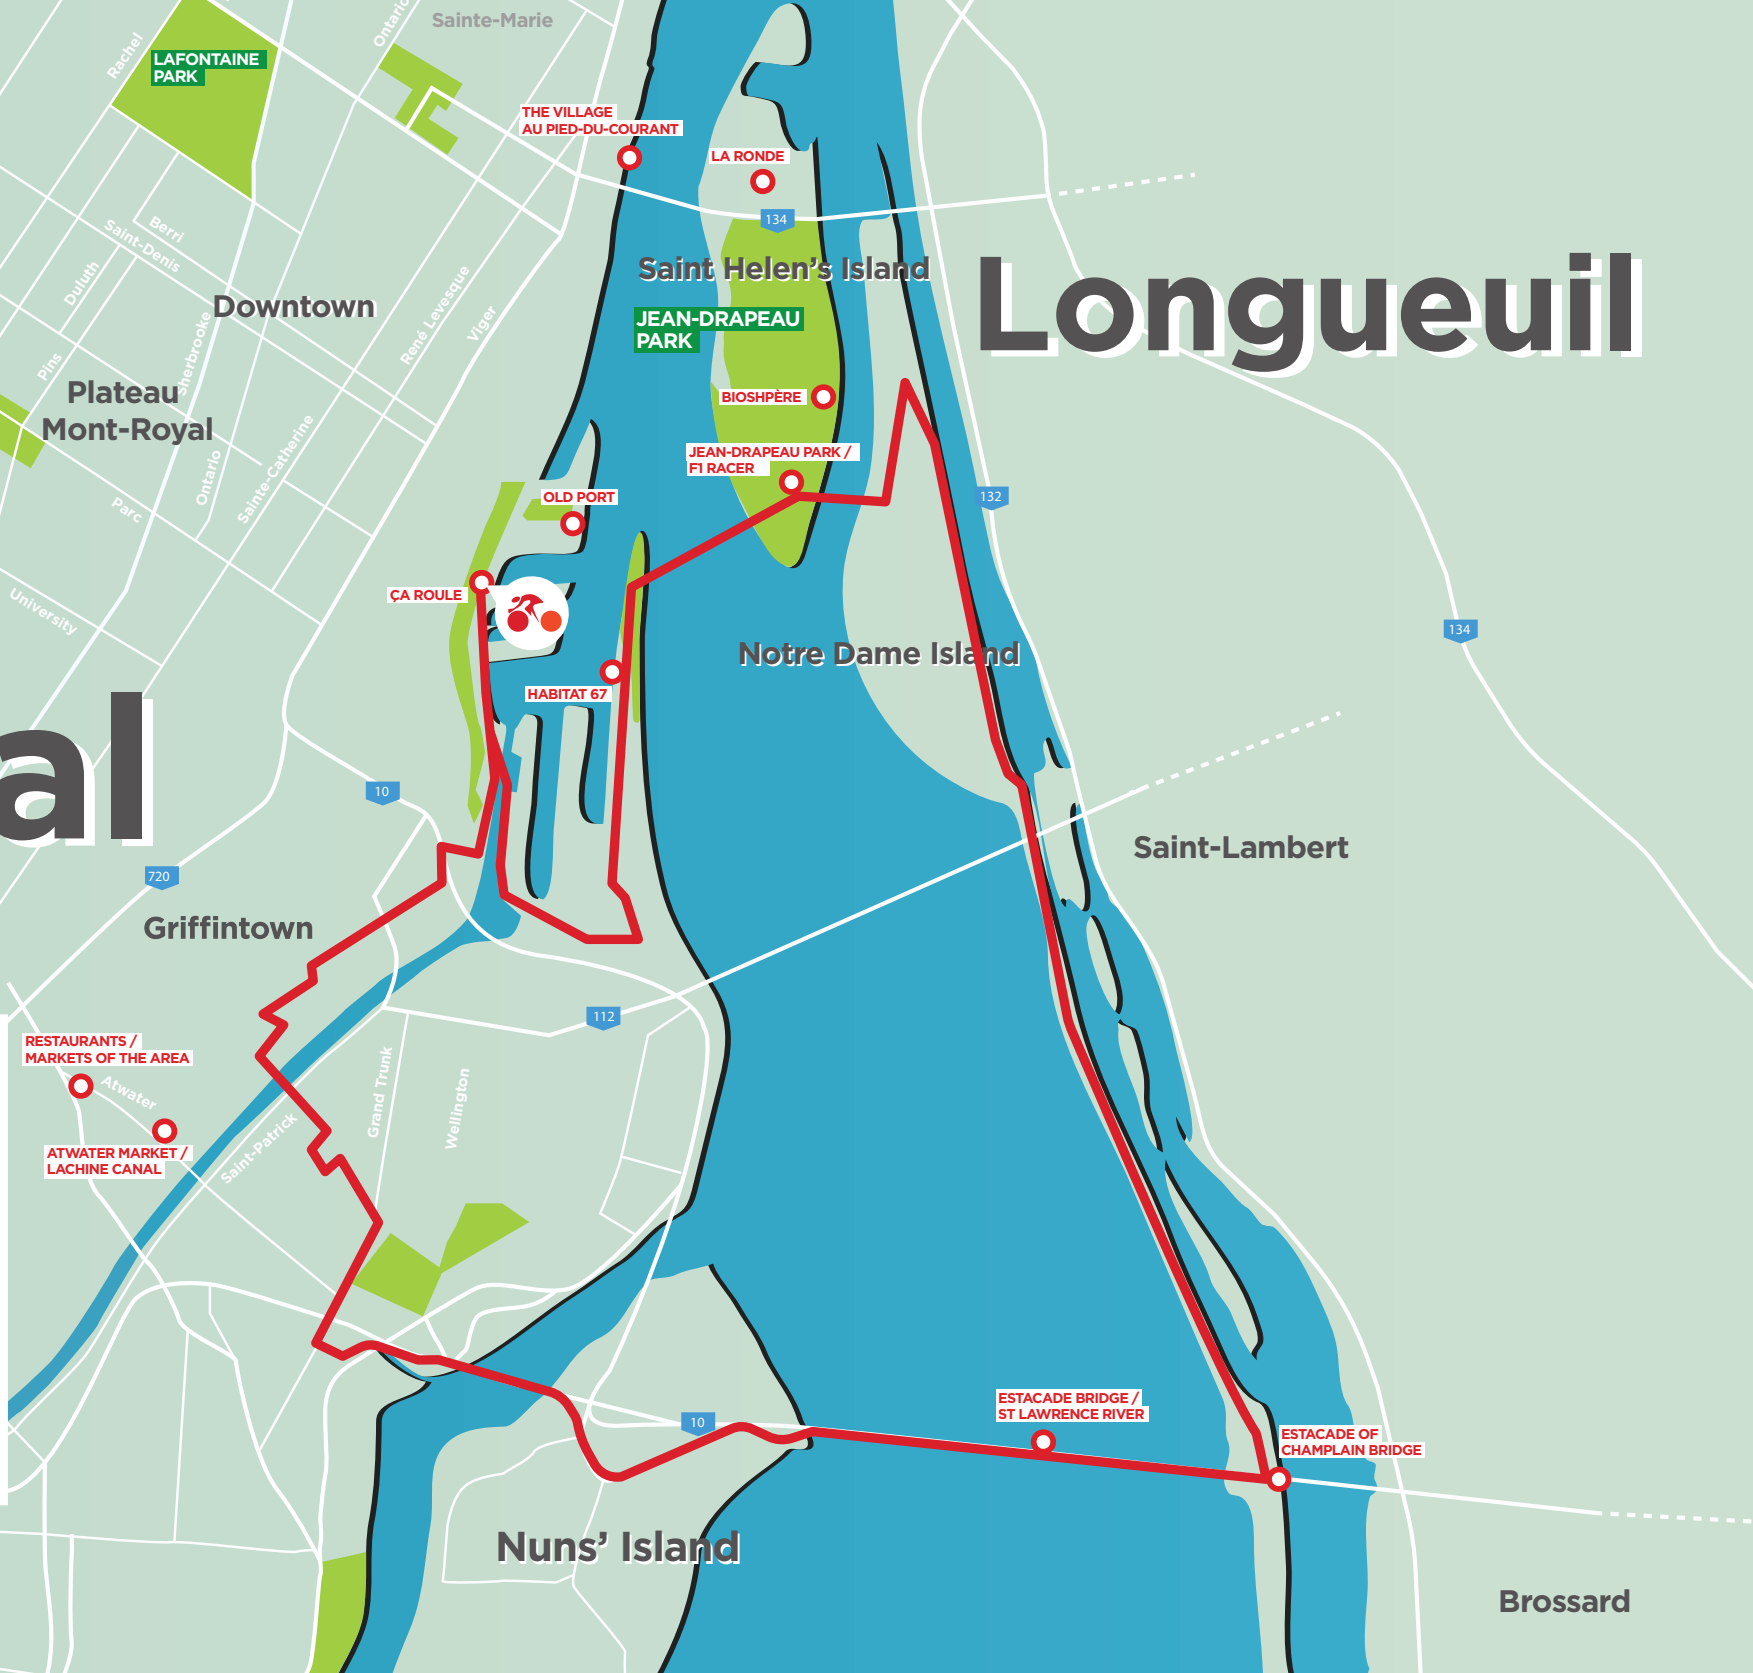 Sainte-Marie
Ontario
Rachel
LAFONTAINE
PARK
THE VILLAGE
AU PIED-DU-COURANT
LA RONDE
134
Berri
Saint-Denis
Duluth
Saint Helen's Island
Longueuil
Downtown
René Levesque
Viger
JEAN-DRAPEAU
PARK
Pins
Sherbrooke
Plateau
Mont-Royal
BIOSHPÈRE
JEAN-DRAPEAU PARK /
F1 RACER
Ontario
Sainte-Catherine
Parc
OLD PORT
132
University
ÇA ROULE
134
Notre Dame Island
HABITAT 67
al
10
Saint-Lambert
720
Griffintown
112
RESTAURANTS /
MARKETS OF THE AREA
Atwater
Grand Trunk
Wellington
Saint-Patrick
ATWATER MARKET /
LACHINE CANAL
10
ESTACADE BRIDGE /
ST LAWRENCE RIVER
ESTACADE OF
CHAMPLAIN BRIDGE
Nuns' Island
Brossard